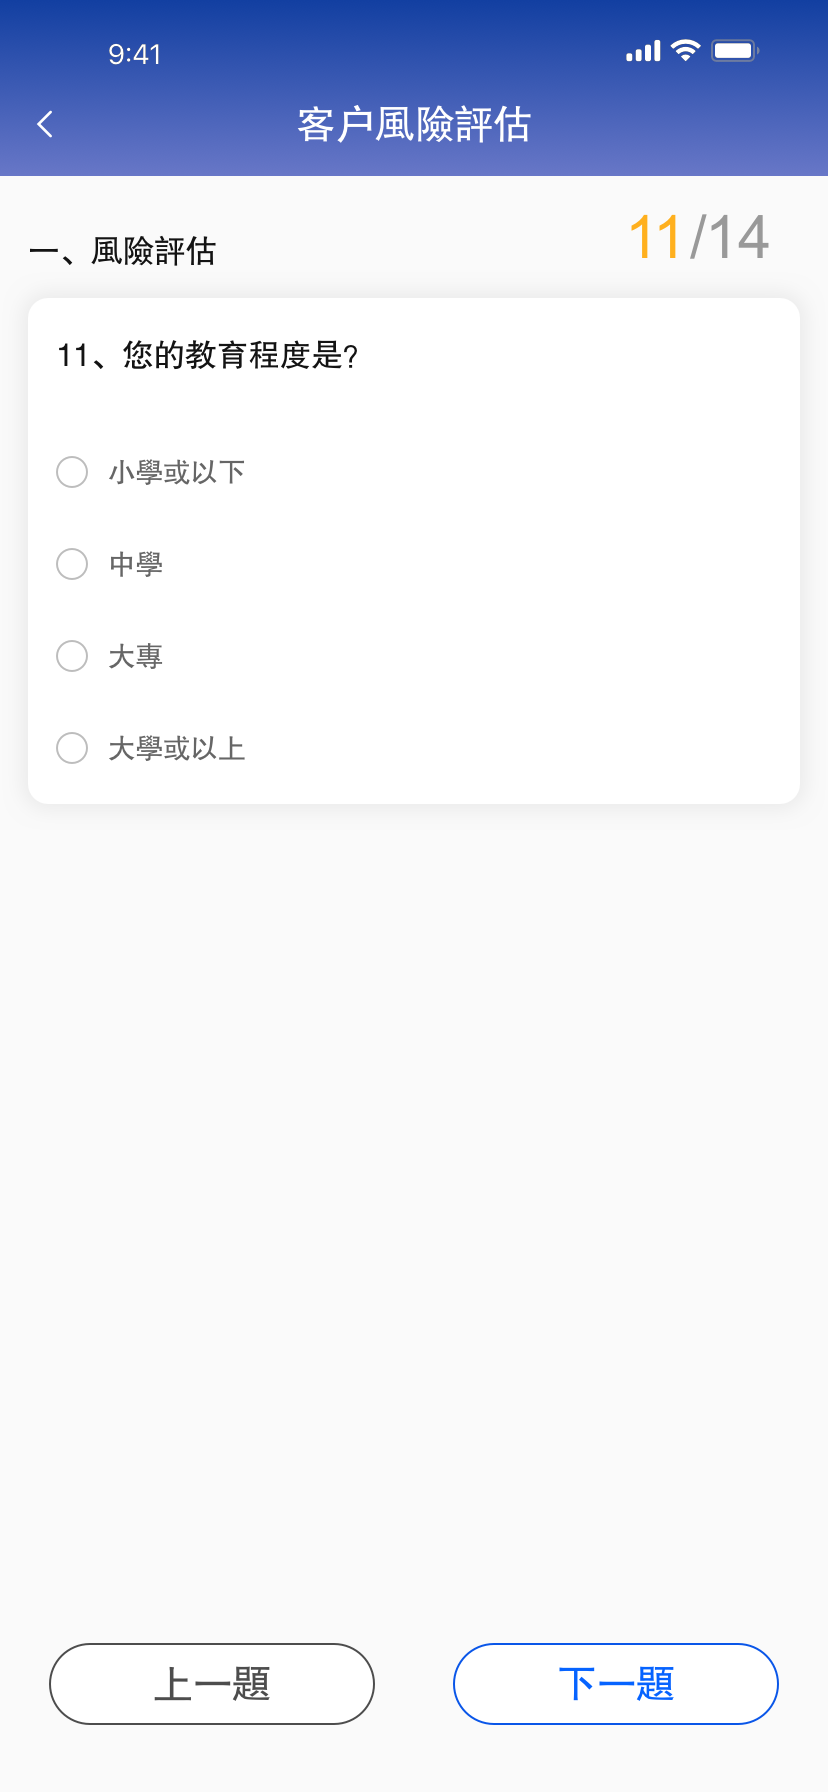 9:41
客户風險評估
一、風險評估
11/14
11、您的教育程度是?
小學或以下
中學
大專
大學或以上
上一題
下一題